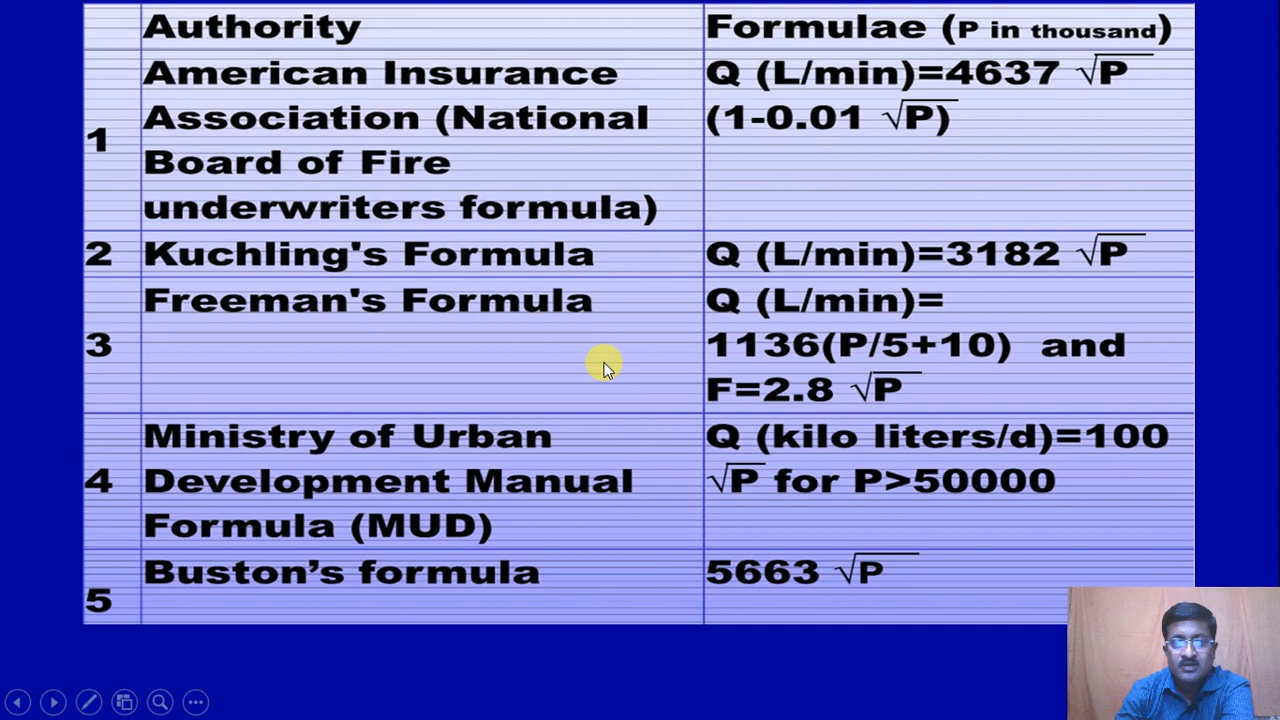 Authority
Formulae (P in thousand)
1
American Insurance
Association (National
Board of Fire
underwriters formula)
Q (L/min)=4637 √P
(1-0.01 √P)
2
Kuchling's Formula
Q (L/min)=3182 √P
3
Freeman's Formula
Q (L/min)=
1136(P/5+10) and
F=2.8 √P
4
Ministry of Urban
Development Manual
Formula (MUD)
Q (kilo liters/d)=100
√P for P>50000
5
Buston’s formula
5663 √P